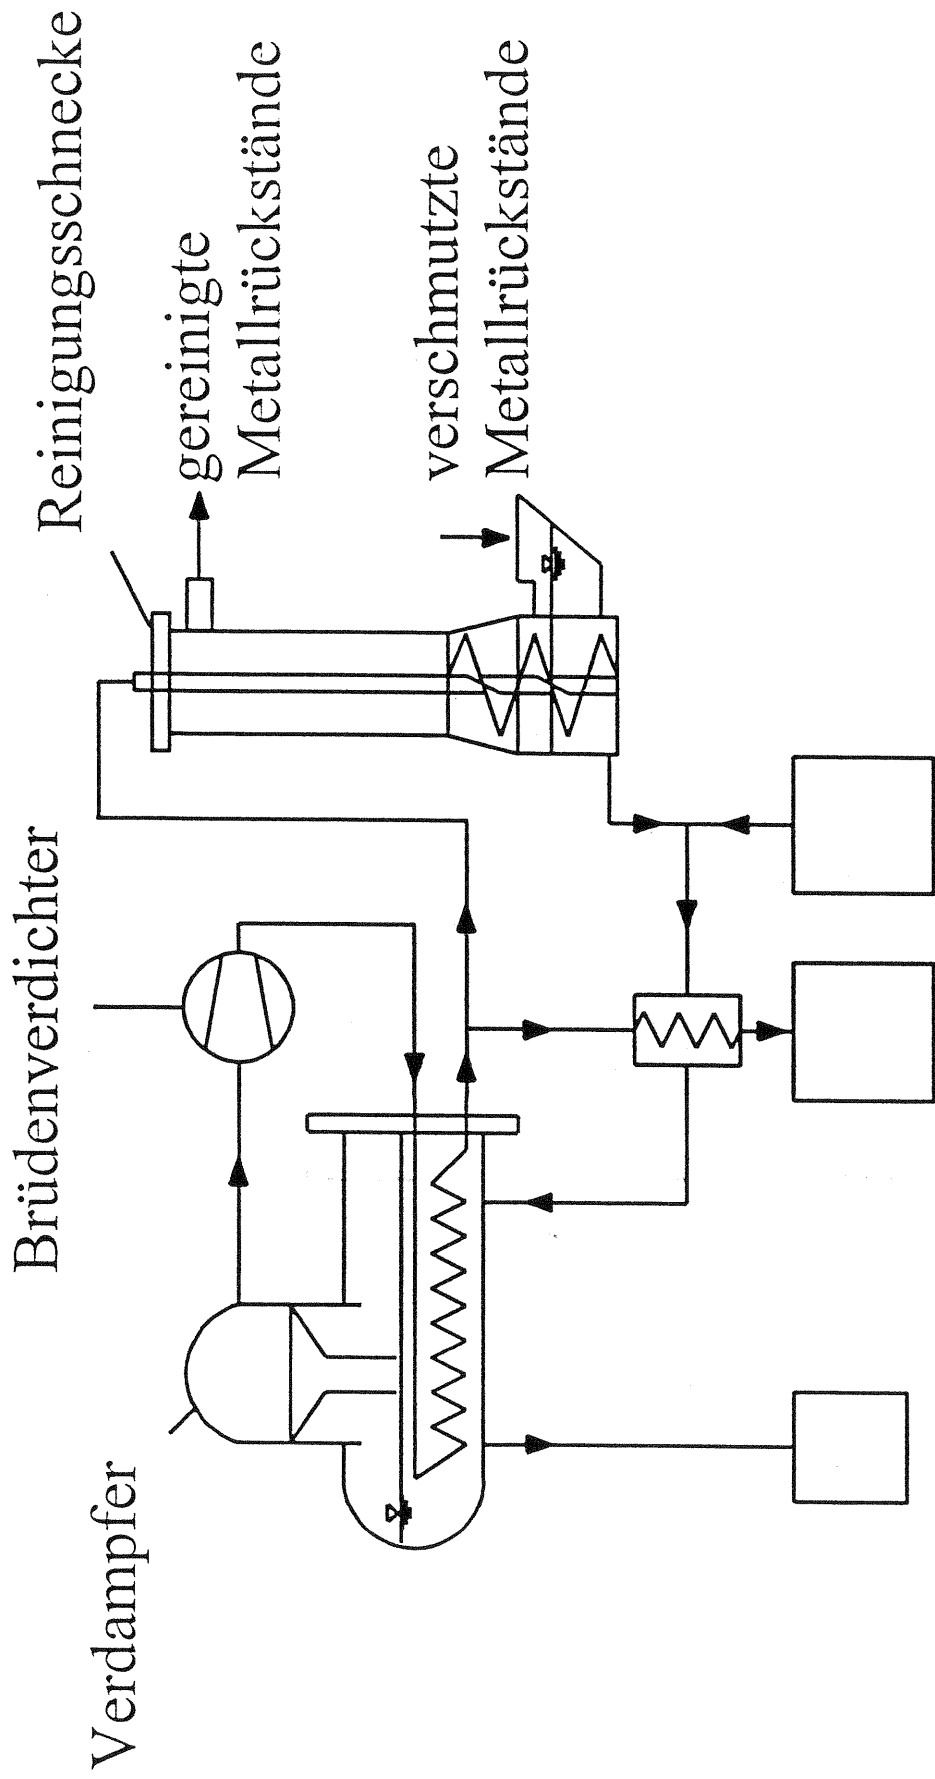 Verdampfer
Brüdenverdichter
Reinigungsschnecke
gereinigte
Metallrückstände
verschmutzte
Metallrückstände